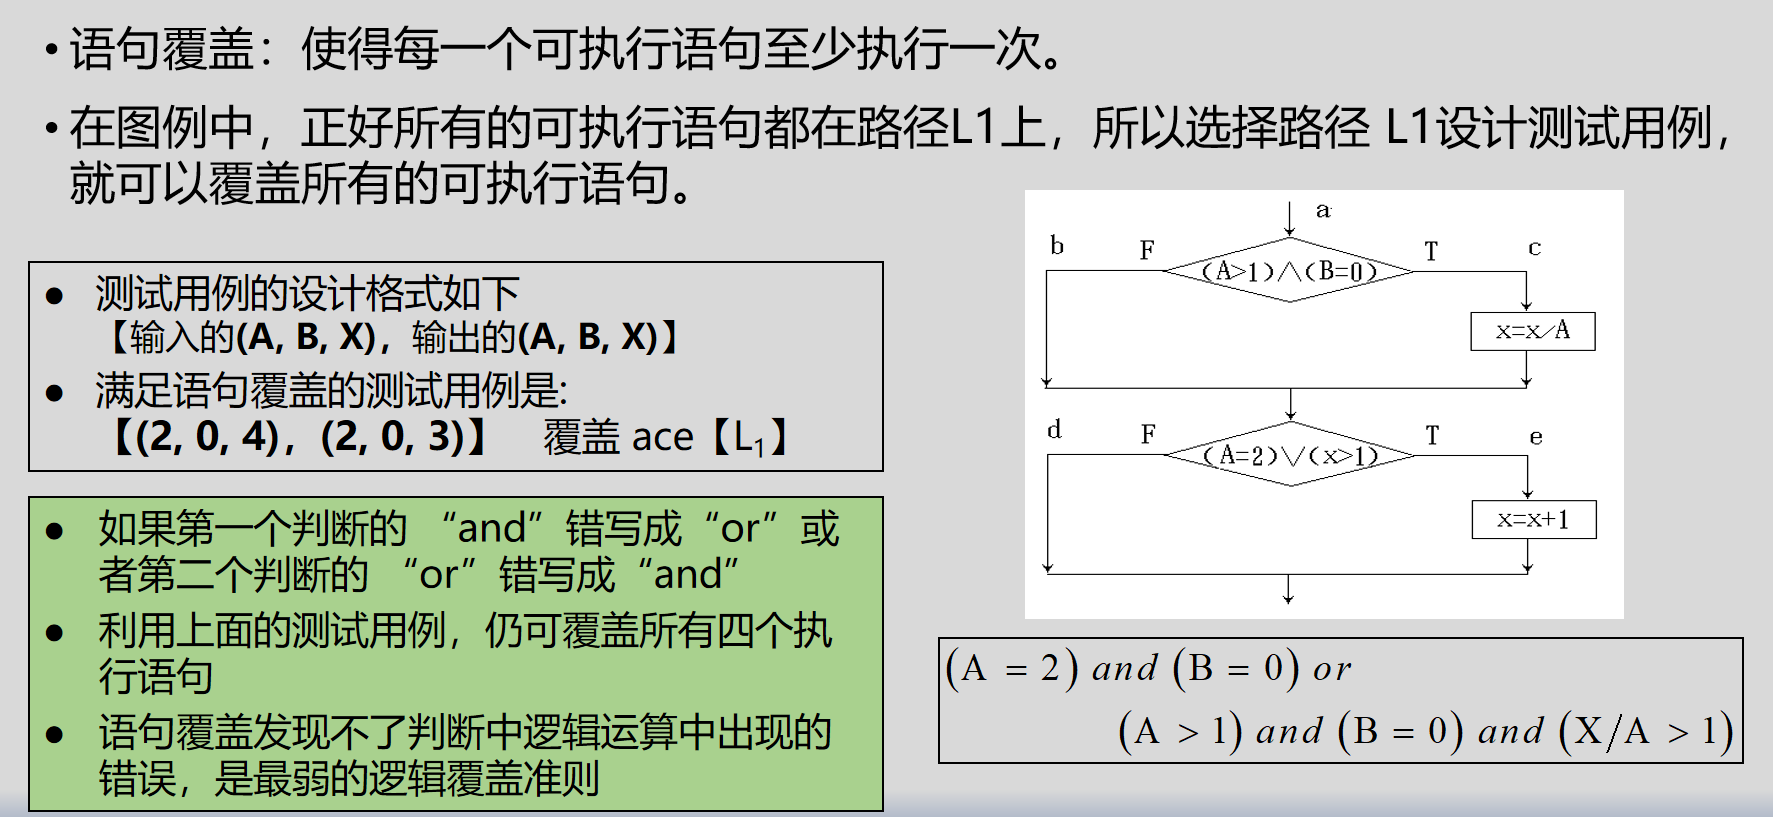 • 语句覆盖：使得每一个可执行语句至少执行一次。
• 在图例中，正好所有的可执行语句都在路径L1上，所以选择路径 L1设计测试用例，
就可以覆盖所有的可执行语句。
● 测试用例的设计格式如下
【输入的(A, B, X)，输出的(A, B, X)】
● 满足语句覆盖的测试用例是:
【(2, 0, 4)，(2, 0, 3)】 覆盖 ace【L₁】
● 如果第一个判断的 “and” 错写成“or” 或
者第二个判断的 “or” 错写成“and”
● 利用上面的测试用例，仍可覆盖所有四个执
行语句
● 语句覆盖发现不了判断中逻辑运算中出现的
错误，是最弱的逻辑覆盖准则
a
b F (A>1)∧(B=0) T c
x=x/A
d F (A=2)∨(x>1) T e
x=x+1
(A = 2) and (B = 0) or
(A > 1) and (B = 0) and (X/A > 1)